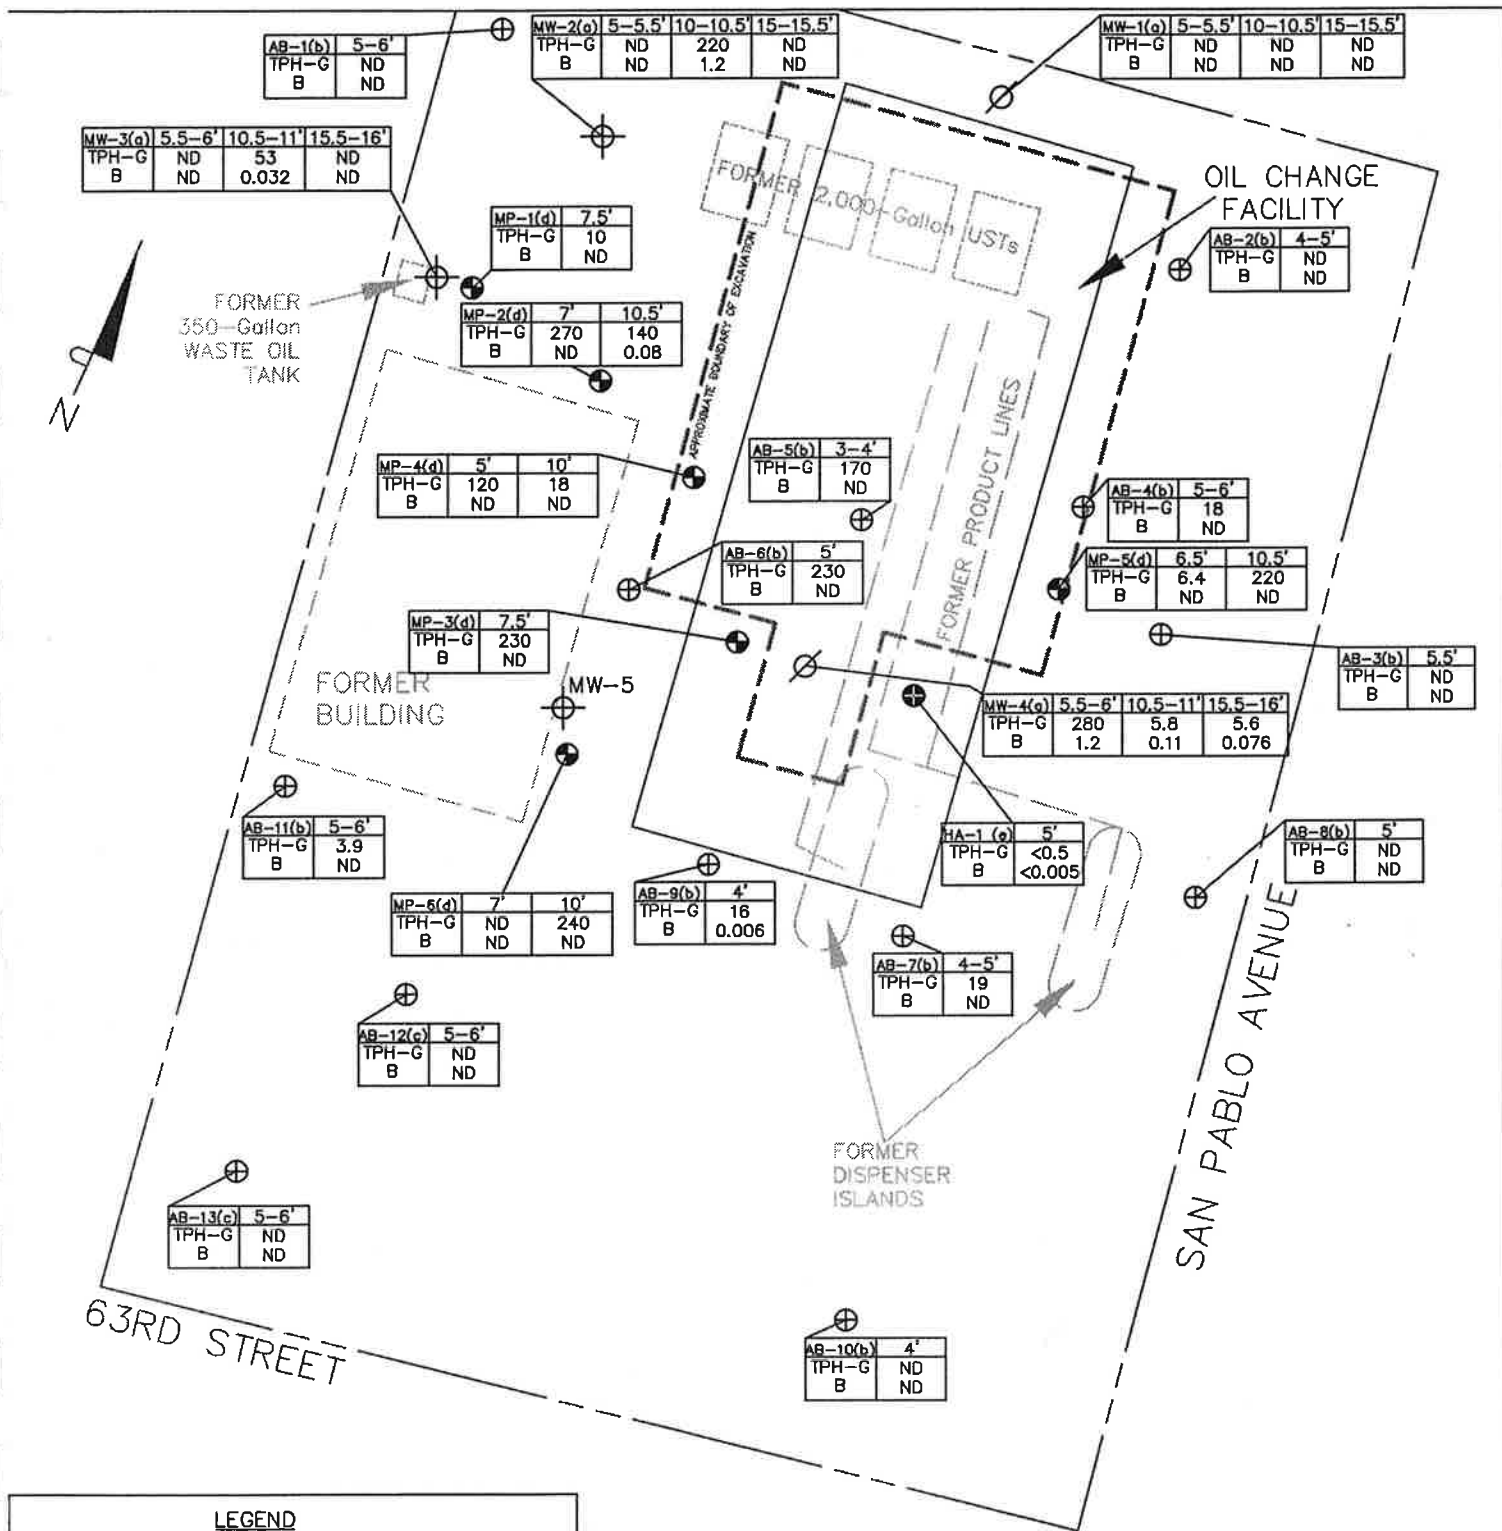 AB-1(b) 5-6'
TPH-G ND
B ND
MW-2(a) 5-5.5' 10-10.5' 15-15.5'
TPH-G ND 220 ND
B ND 1.2 ND
MW-1(a) 5-5.5' 10-10.5' 15-15.5'
TPH-G ND ND ND
B ND ND ND
MW-3(a) 5.5-6' 10.5-11' 15.5-16'
TPH-G ND 53 ND
B ND 0.032 ND
FORMER 2,000-Gallon USTs
OIL CHANGE
FACILITY
AB-2(b) 4-5'
TPH-G ND
B ND
MP-1(d) 7.5'
TPH-G 10
B ND
FORMER
350-Gallon
WASTE OIL
TANK
N
MP-2(d) 7' 10.5'
TPH-G 270 140
B ND 0.08
APPROXIMATE BOUNDARY OF EXCAVATION
MP-4(d) 5' 10'
TPH-G 120 18
B ND ND
AB-5(b) 3-4'
TPH-G 170
B ND
FORMER PRODUCT LINES
AB-4(b) 5-6'
TPH-G 18
B ND
AB-6(b) 5'
TPH-G 230
B ND
MP-5(d) 6.5' 10.5'
TPH-G 6.4 220
B ND ND
MP-3(d) 7.5'
TPH-G 230
B ND
AB-3(b) 5.5'
TPH-G ND
B ND
FORMER
BUILDING
MW-5
MW-4(a) 5.5-6' 10.5-11' 15.5-16'
TPH-G 280 5.8 5.6
B 1.2 0.11 0.076
AB-11(b) 5-6'
TPH-G 3.9
B ND
HA-1 (e) 5'
TPH-G <0.5
B <0.005
AB-8(b) 5'
TPH-G ND
B ND
MP-6(d) 7' 10'
TPH-G ND 240
B ND ND
AB-9(b) 4'
TPH-G 16
B 0.006
AB-7(b) 4-5'
TPH-G 19
B ND
AB-12(c) 5-6'
TPH-G ND
B ND
SAN PABLO AVENUE
FORMER
DISPENSER
ISLANDS
AB-13(c) 5-6'
TPH-G ND
B ND
63RD STREET
AB-10(b) 4'
TPH-G ND
B ND
LEGEND